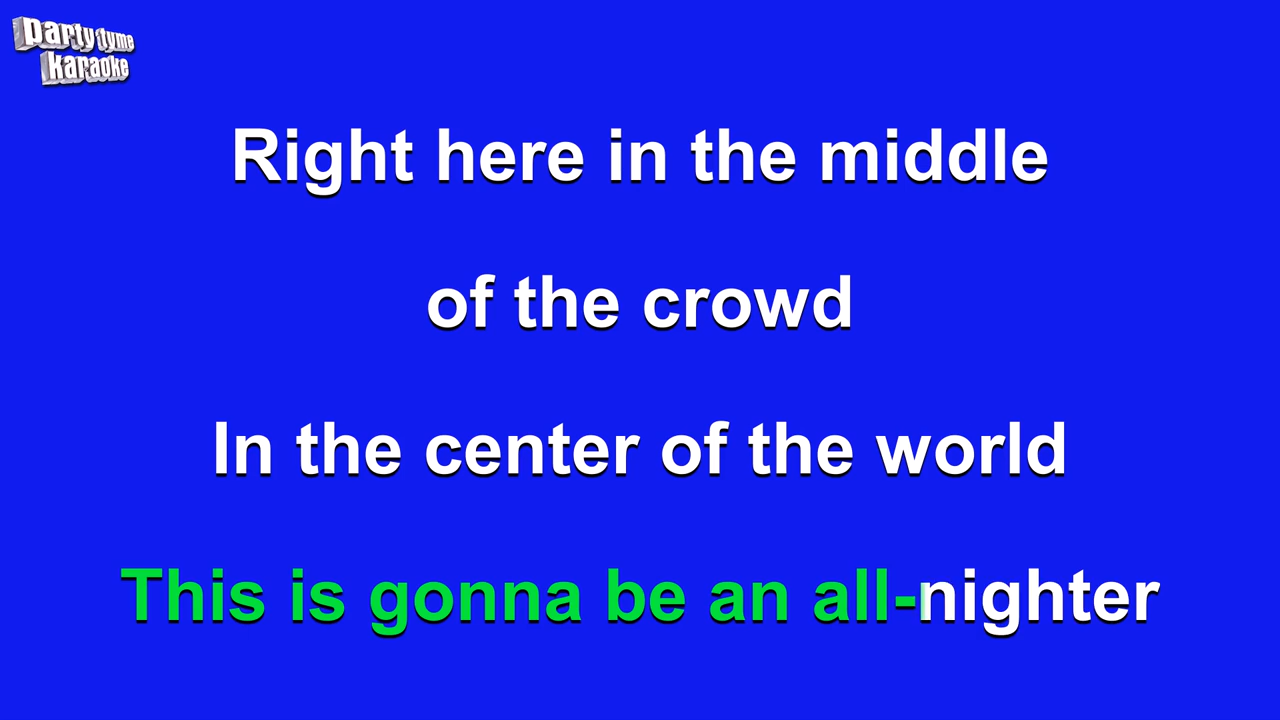 party tyme
karaoke
Right here in the middle
of the crowd
In the center of the world
This is gonna be an all-nighter